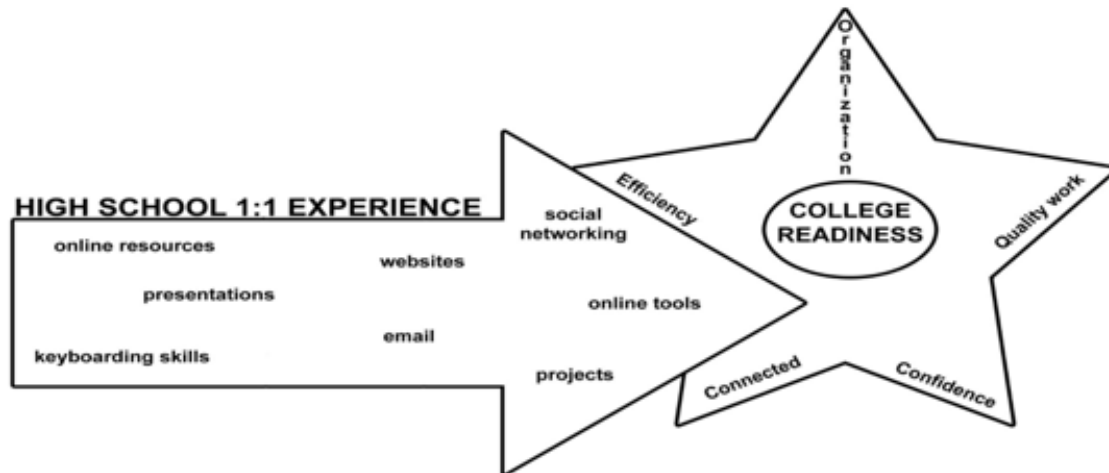 HIGH SCHOOL 1:1 EXPERIENCE
online resources
presentations
keyboarding skills
websites
email
social
networking
online tools
projects
Organization
Efficiency
COLLEGE
READINESS
Quality work
Connected
Confidence